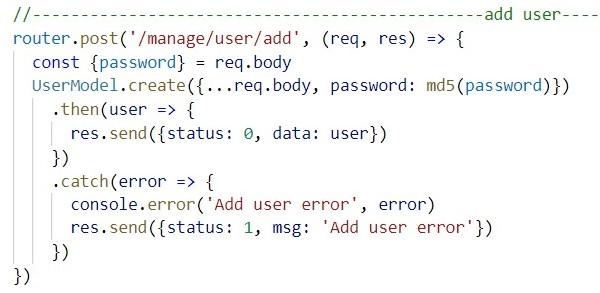 //-----------------------------------------------add user----
router.post('/manage/user/add', (req, res) => {
  const {password} = req.body
  UserModel.create({...req.body, password: md5(password)})
    .then(user => {
      res.send({status: 0, data: user})
    })
    .catch(error => {
      console.error('Add user error', error)
      res.send({status: 1, msg: 'Add user error'})
    })
})